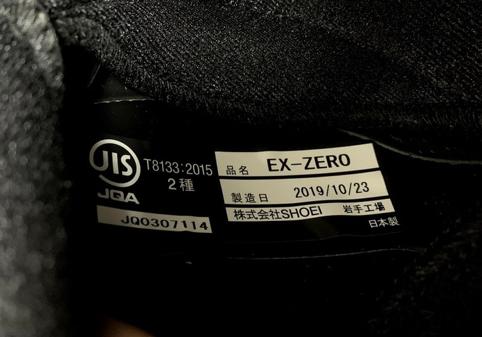 JIS
JQA
T8133:2015
2種
JQ0307114
品名 EX-ZERO
製造日 2019/10/23
株式会社SHOEI 岩手工場
日本製